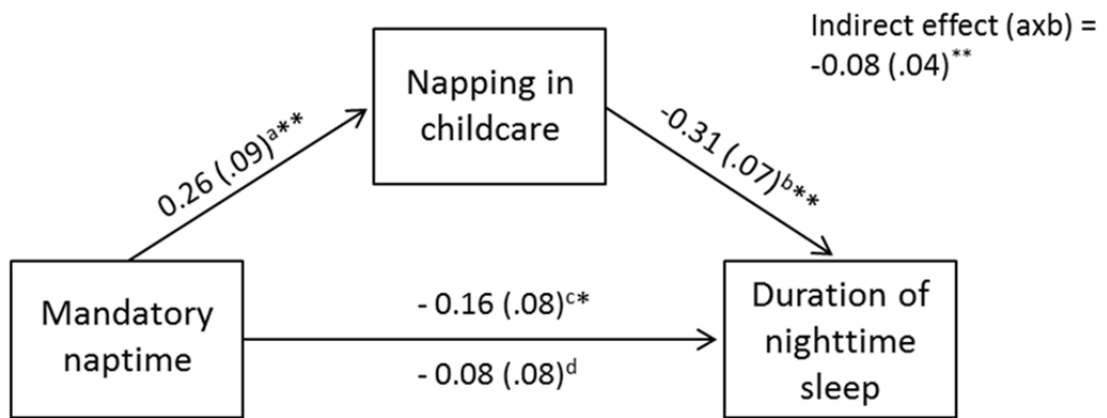 Indirect effect (axb) =
-0.08 (.04)**
Napping in
childcare
0.26 (.09)a**
-0.31 (.07)b**
Mandatory
naptime
- 0.16 (.08)c*
- 0.08 (.08)d
Duration of
nighttime
sleep